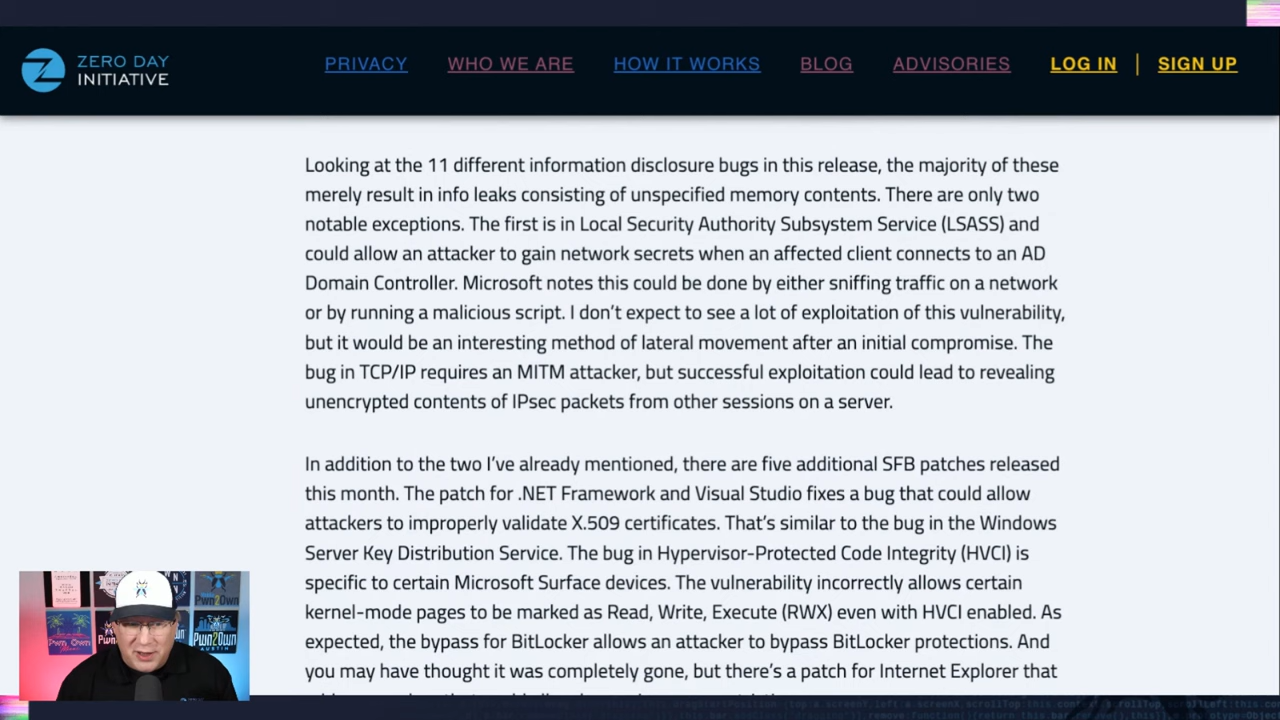 ZERO DAY
INITIATIVE
PRIVACY WHO WE ARE HOW IT WORKS BLOG ADVISORIES LOG IN | SIGN UP
Looking at the 11 different information disclosure bugs in this release, the majority of these
merely result in info leaks consisting of unspecified memory contents. There are only two
notable exceptions. The first is in Local Security Authority Subsystem Service (LSASS) and
could allow an attacker to gain network secrets when an affected client connects to an AD
Domain Controller. Microsoft notes this could be done by either sniffing traffic on a network
or by running a malicious script. I don’t expect to see a lot of exploitation of this vulnerability,
but it would be an interesting method of lateral movement after an initial compromise. The
bug in TCP/IP requires an MITM attacker, but successful exploitation could lead to revealing
unencrypted contents of IPsec packets from other sessions on a server.
In addition to the two I’ve already mentioned, there are five additional SFB patches released
this month. The patch for .NET Framework and Visual Studio fixes a bug that could allow
attackers to improperly validate X.509 certificates. That’s similar to the bug in the Windows
Server Key Distribution Service. The bug in Hypervisor-Protected Code Integrity (HVCI) is
specific to certain Microsoft Surface devices. The vulnerability incorrectly allows certain
kernel-mode pages to be marked as Read, Write, Execute (RWX) even with HVCI enabled. As
expected, the bypass for BitLocker allows an attacker to bypass BitLocker protections. And
you may have thought it was completely gone, but there’s a patch for Internet Explorer that
Pwn2Own
Pwn2Own
AUSTIN